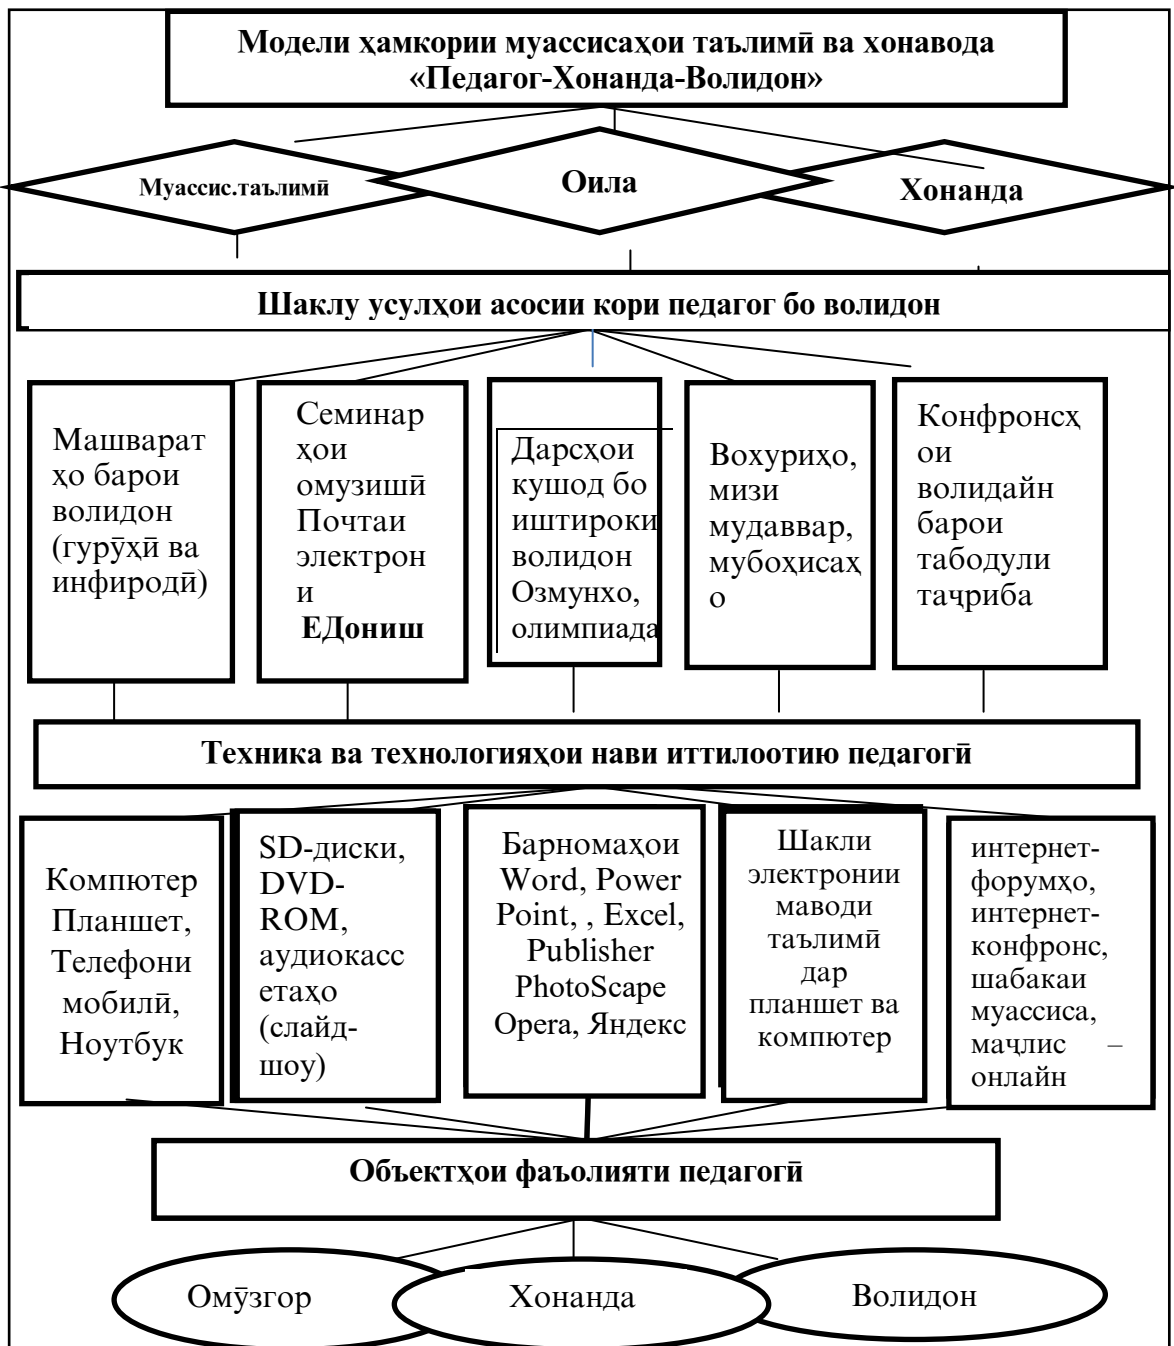 Модели ҳамкории муассисаҳои таълимӣ ва хонавода
«Педагог-Хонанда-Волидон»
Муассис.таълимӣ
Оила
Хонанда
Шаклу усулҳои асосии кори педагог бо волидон
Машварат
ҳо барои
волидон
(гурӯҳӣ ва
инфиродӣ)
Семинар
ҳои
омузишӣ
Почтаи
электрон
и
ЕДониш
Дарсҳои
кушод бо
иштироки
волидон
Озмунхо,
олимпиада
Вохуриҳо,
мизи
мудаввар,
мубоҳисаҳ
о
Конфронсҳ
ои
волидайн
барои
табодули
таҷриба
Техника ва технологияҳои нави иттилоотию педагогӣ
Компютер
Планшет,
Телефони
мобилӣ,
Ноутбук
SD-диски,
DVD-
ROM,
аудиокасс
етаҳо
(слайд-
шоу)
Барномаҳои
Word, Power
Point, , Excel,
Publisher
PhotoScape
Opera, Яндекс
Шакли
электронии
маводи
таълимӣ
дар
планшет ва
компютер
интернет-
форумҳо,
интернет-
конфронс,
шабакаи
муассиса,
маҷлис –
онлайн
Объектҳои фаъолияти педагогӣ
Омӯзгор
Хонанда
Волидон